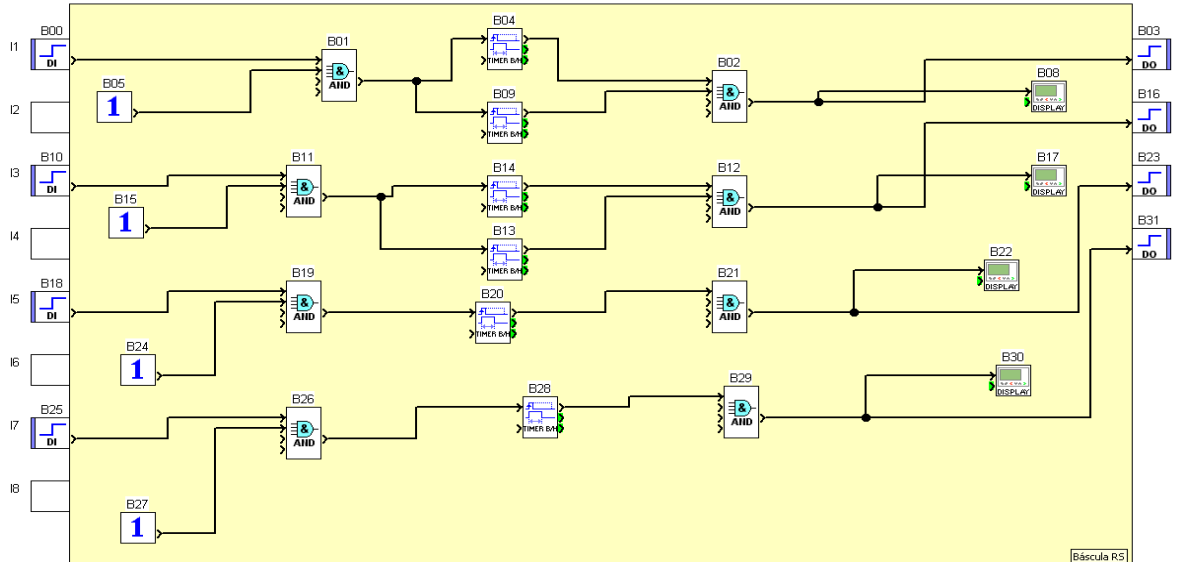 B00
I1
DI
B05
1
B01
&
AND
B04
TIMER B/H
B09
TIMER B/H
B02
&
AND
B08
DISPLAY
B03
DO
I2
B16
DO
B10
I3
DI
B15
1
B11
&
AND
B14
TIMER B/H
B13
TIMER B/H
B12
&
AND
B17
DISPLAY
B23
DO
I4
B31
DO
B18
I5
DI
B24
1
B19
&
AND
B20
TIMER B/H
B21
&
AND
B22
DISPLAY
I6
B25
I7
DI
B26
&
AND
B28
TIMER B/H
B29
&
AND
B30
DISPLAY
I8
B27
1
Báscula RS